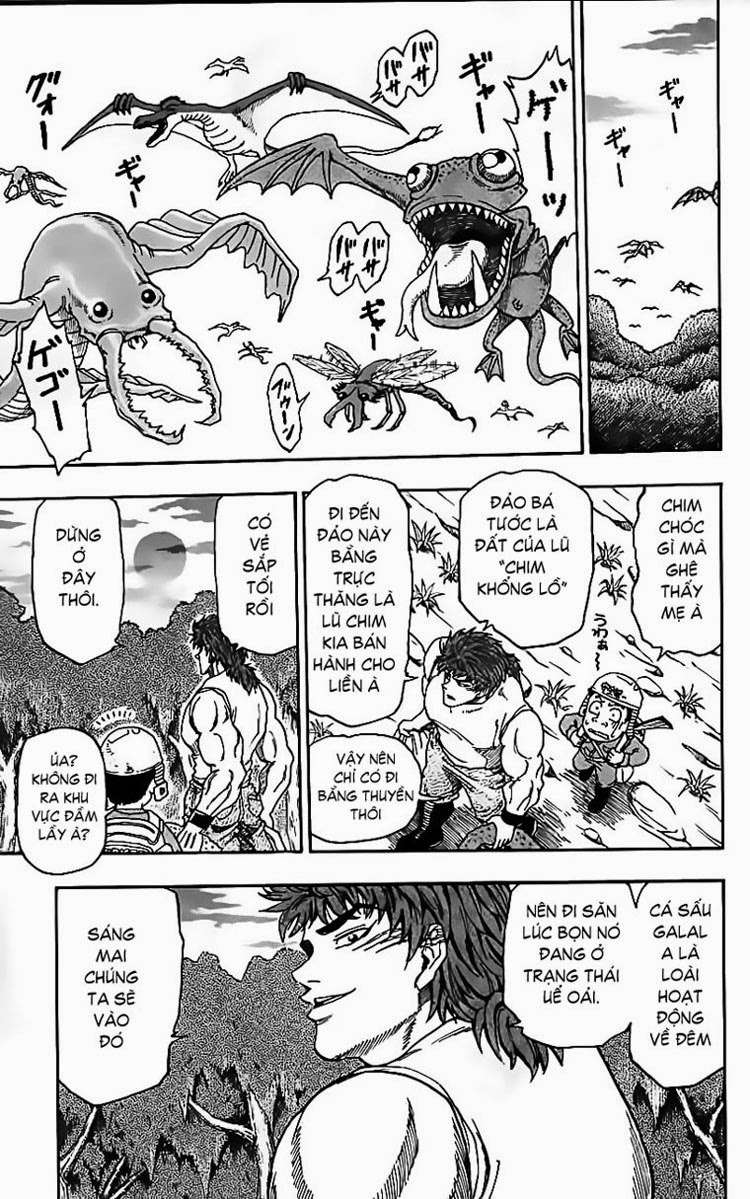 ギャー
ギャー
ゲーッ
ギャー
バサ
バサ
グォー
ギャー
バサ
バサ
ギャー
ブゥーン
ゲゴー
CHIM
CHÓC
GÌ MÀ
GHÊ
THẤY
MẸ À
うわぁ〜
ĐẢO BÁ
TƯỚC LÀ
ĐẤT CỦA LŨ
“CHIM
KHỔNG LỒ”
ĐI ĐẾN
ĐẢO NÀY
BẰNG
TRỰC
THĂNG LÀ
LŨ CHIM
KIA BÁN
HÀNH CHO
LIỀN À
VẬY NÊN
CHỈ CÓ ĐI
BẰNG THUYỀN
THÔI
CÓ
VẺ
SẮP
TỐI
RỒI
DỪNG
Ở
ĐÂY
THÔI.
ỦA?
KHÔNG ĐI
RA KHU
VỰC ĐẦM
LẦY À?
CÁ SẤU
GALAL
A LÀ
LOÀI
HOẠT
ĐỘNG
VỀ ĐÊM
NÊN ĐI SĂN
LÚC BỌN NÓ
ĐANG Ở
TRẠNG THÁI
UỂ OẢI.
SÁNG
MAI
CHÚNG
TA SẼ
VÀO
ĐÓ